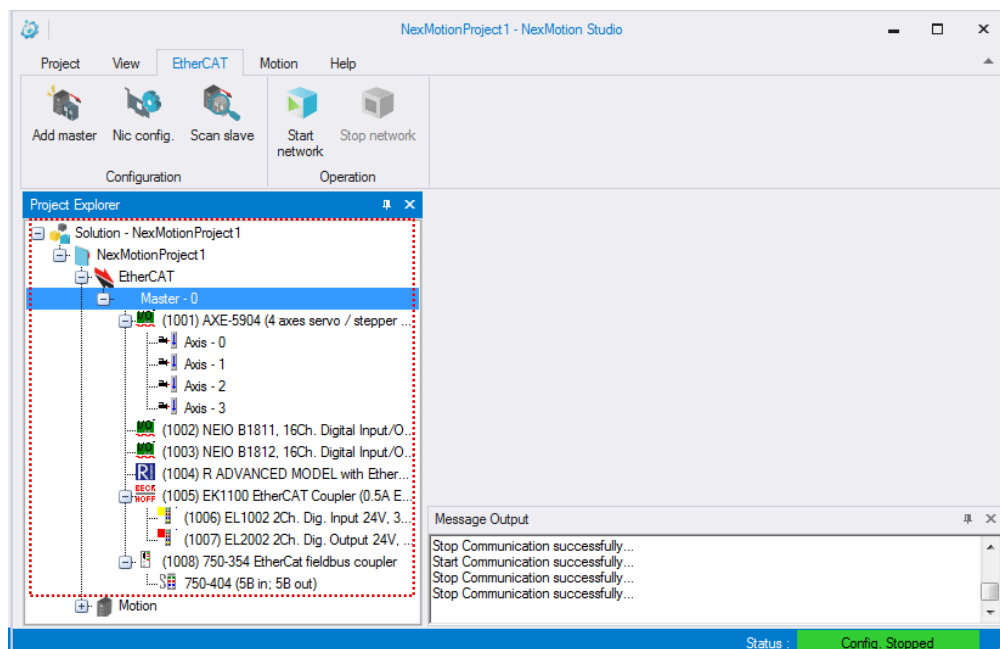 NexMotionProject1 - NexMotion Studio
Project View EtherCAT Motion Help
Add master Nic config. Scan slave Start network Stop network
Configuration Operation
Project Explorer
Solution - NexMotionProject1
NexMotionProject1
EtherCAT
Master - 0
I/O (1001) AXE-5904 (4 axes servo / stepper ...
Axis - 0
Axis - 1
Axis - 2
Axis - 3
I/O (1002) NEIO B1811, 16Ch. Digital Input/O...
I/O (1003) NEIO B1812, 16Ch. Digital Input/O...
R (1004) R ADVANCED MODEL with Ether...
BECKHOFF (1005) EK1100 EtherCAT Coupler (0.5A E...
(1006) EL1002 2Ch. Dig. Input 24V, 3...
(1007) EL2002 2Ch. Dig. Output 24V, ...
(1008) 750-354 EtherCat fieldbus coupler
750-404 (5B in; 5B out)
Motion
Message Output
Stop Communication successfully...
Start Communication successfully...
Stop Communication successfully...
Stop Communication successfully...
Status : Config. Stopped